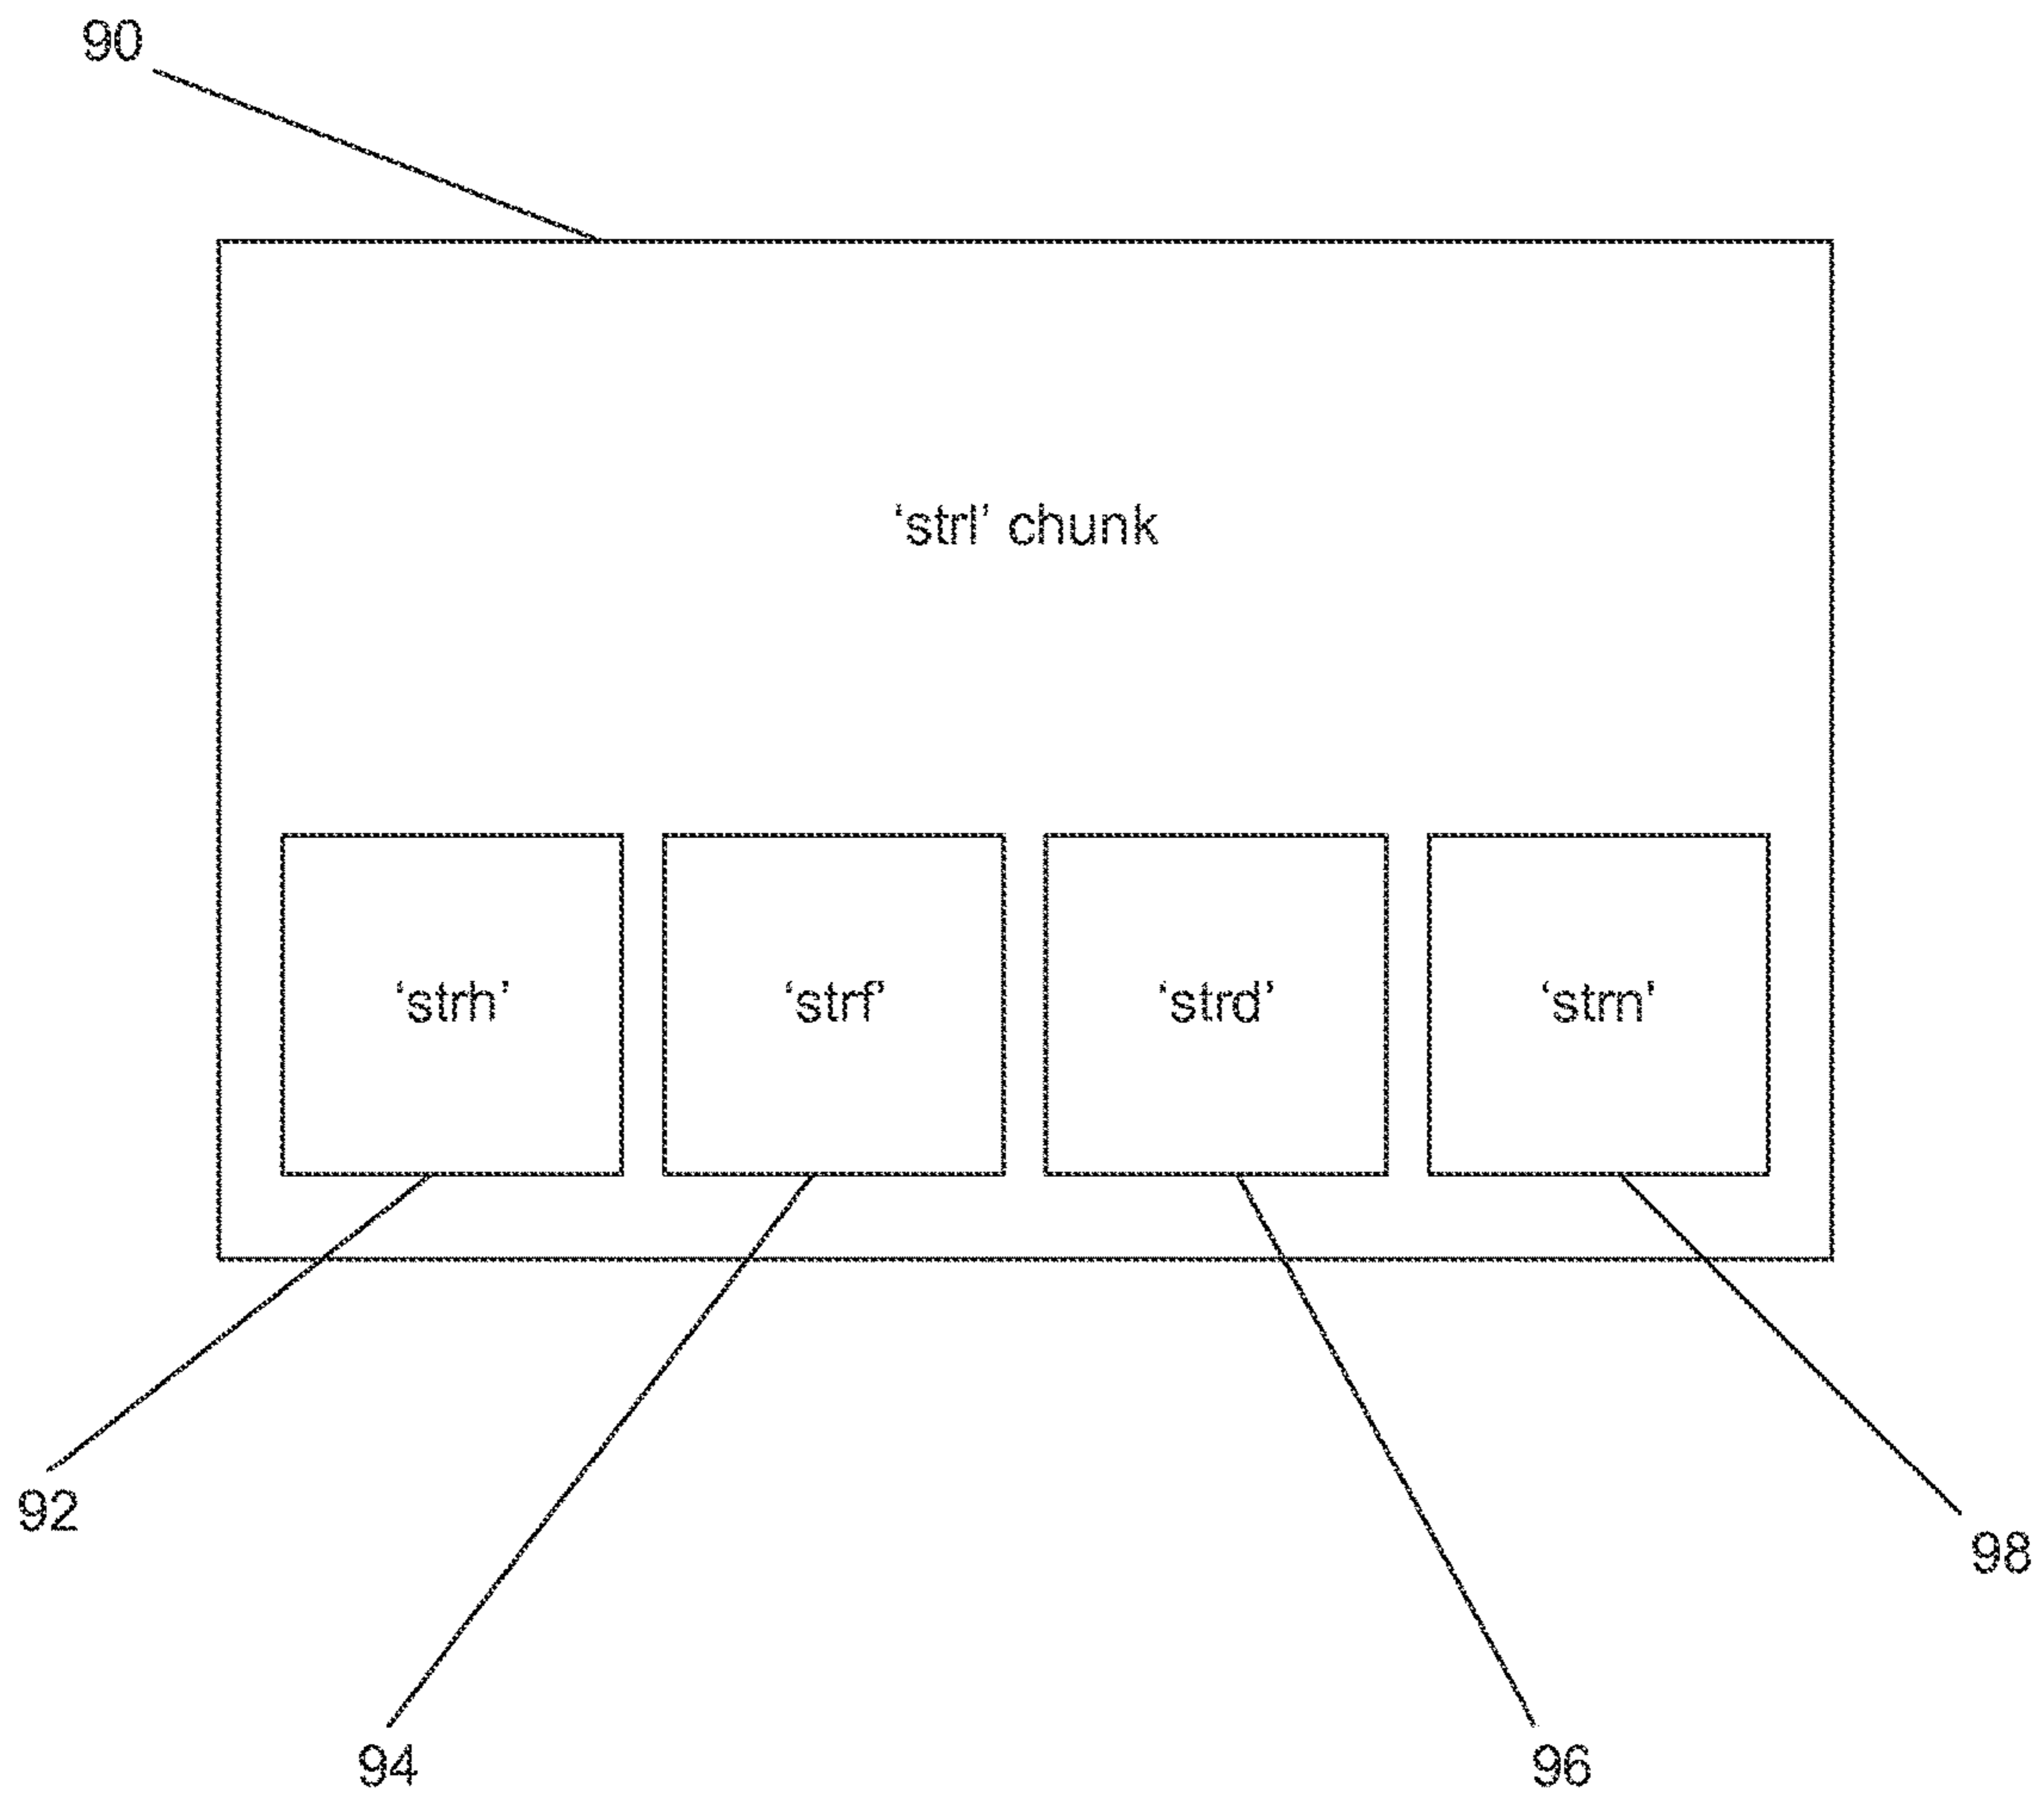 90
‘strl’ chunk
‘strh’
‘strf’
‘strd’
‘strn’
92
98
94
96